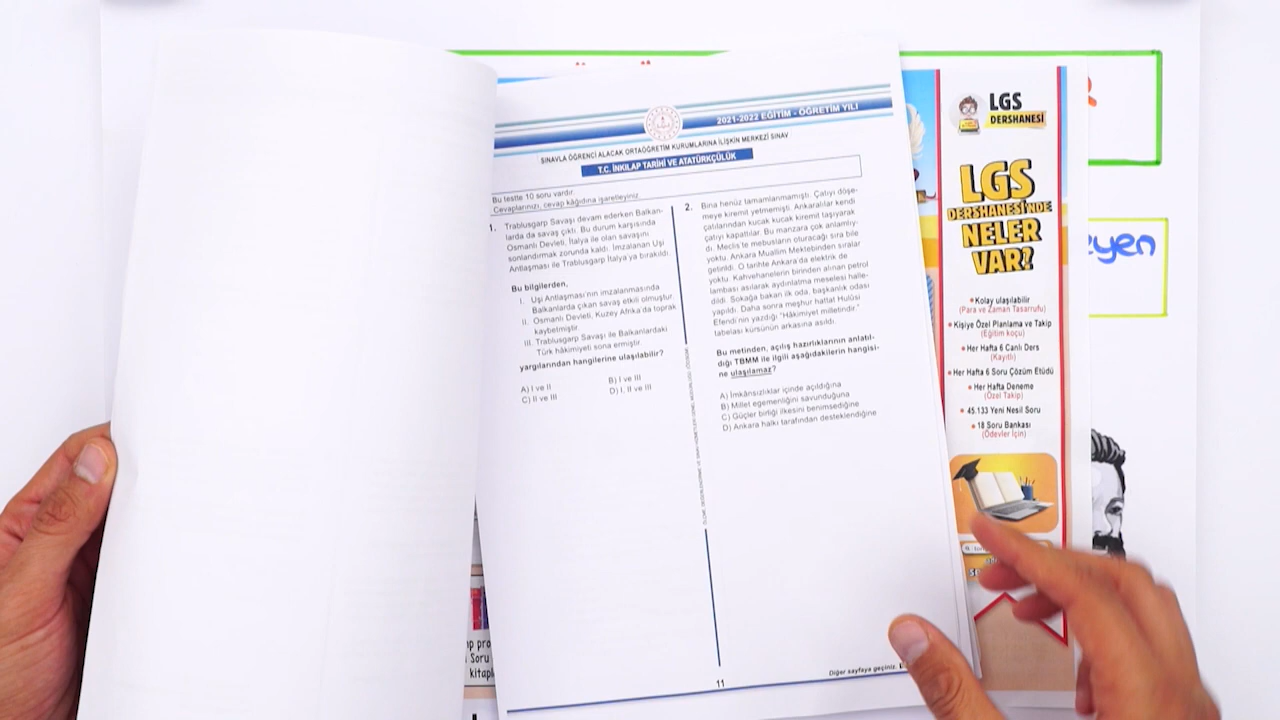 2021-2022 EĞİTİM - ÖĞRETİM YILI
SINAVLA ÖĞRENCİ ALACAK ORTAÖĞRETİM KURUMLARINA İLİŞKİN MERKEZİ SINAV
T.C. İNKILAP TARİHİ VE ATATÜRKÇÜLÜK
Bu testte 10 soru vardır.
Cevaplarınızı, cevap kâğıdına işaretleyiniz.
1. Trablusgarp Savaşı devam ederken Balkan-
larda da savaş çıktı. Bu durum karşısında
Osmanlı Devleti, İtalya ile olan savaşını
sonlandırmak zorunda kaldı. İmzalanan Uşi
Antlaşması ile Trablusgarp İtalya'ya bırakıldı.
Bu bilgilerden,
I. Uşi Antlaşması'nın imzalanmasında
Balkanlarda çıkan savaş etkili olmuştur.
II. Osmanlı Devleti, Kuzey Afrika'da toprak
kaybetmiştir.
III. Trablusgarp Savaşı ile Balkanlardaki
Türk hâkimiyeti sona ermiştir.
yargılarından hangilerine ulaşılabilir?
A) I ve II B) I ve III
C) II ve III D) I, II ve III
2. Bina henüz tamamlanmamıştı. Çatıyı döşe-
meye kiremit yetmemişti. Ankaralılar kendi
çatılarından kucak kucak kiremit taşıyarak
çatıyı kapattılar. Bu manzara çok anlamlıy-
dı. Meclis'te mebusların oturacağı sıra bile
yoktu. Ankara Muallim Mektebinden sıralar
getirildi. O tarihte Ankara'da elektrik de
yoktu. Kahvehanelerin birinden alınan petrol
lambası asılarak aydınlatma meselesi halle-
dildi. Sokağa bakan ilk oda, başkanlık odası
yapıldı. Daha sonra meşhur hattat Hulûsi
Efendi'nin yazdığı "Hâkimiyet milletindir."
tabelası kürsünün arkasına asıldı.
Bu metinden, açılış hazırlıklarının anlatıl-
dığı TBMM ile ilgili aşağıdakilerin hangisi-
ne ulaşılamaz?
A) İmkânsızlıklar içinde açıldığına
B) Millet egemenliğini savunduğuna
C) Güçler birliği ilkesini benimsediğine
D) Ankara halkı tarafından desteklendiğine
Diğer sayfaya geçiniz.
11
LGS
DERSHANESİ
LGS
DERSHANESİ'NDE
NELER
VAR?
• Kolay ulaşılabilir
(Para ve Zaman Tasarrufu)
• Kişiye Özel Planlama ve Takip
(Eğitim koçu)
• Her Hafta 6 Canlı Ders
(Kayıtlı)
• Her Hafta 6 Soru Çözüm Etüdü
• Her Hafta Deneme
(Özel Takip)
• 45.133 Yeni Nesil Soru
• 18 Soru Bankası
(Ödevler İçin)
eyen
Soru